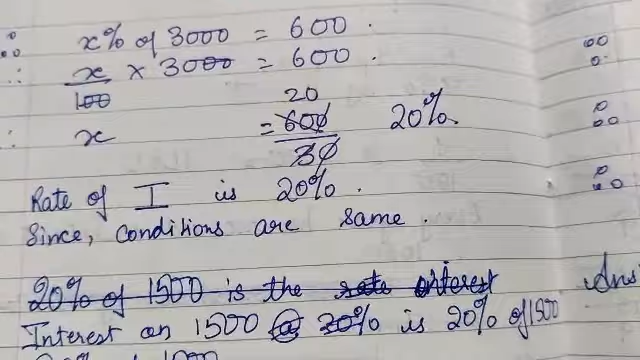 ∴ x% of 3000 = 600.
∴ x/100 × 3000 = 600.
20
∴ x = 600/30 20%.
Rate of I is 20%.
Since, conditions are same.
20% of 1500 is the rate interest Ans
Interest on 1500 @ 20% is 20% of 1500